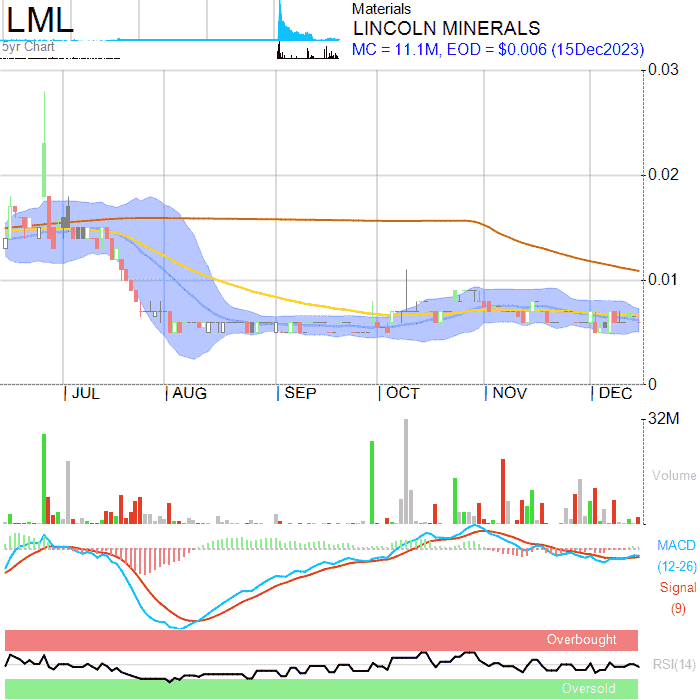 LML
5yr Chart
Materials
LINCOLN MINERALS
MC = 11.1M, EOD = $0.006 (15Dec2023)
0.03
0.02
0.01
0
JUL AUG SEP OCT NOV DEC
32M
Volume
MACD
(12-26)
Signal
(9)
Overbought
RSI(14)
Oversold